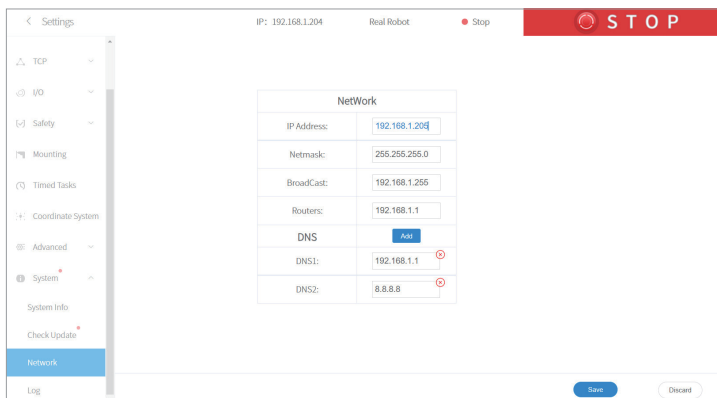 Settings
IP: 192.168.1.204
Real Robot
Stop
STOP
TCP
I/O
Safety
Mounting
Timed Tasks
Coordinate System
Advanced
System
System Info
Check Update
Network
Log
NetWork
IP Address: 192.168.1.205
Netmask: 255.255.255.0
BroadCast: 192.168.1.255
Routers: 192.168.1.1
DNS Add
DNS1: 192.168.1.1
DNS2: 8.8.8.8
Save
Discard